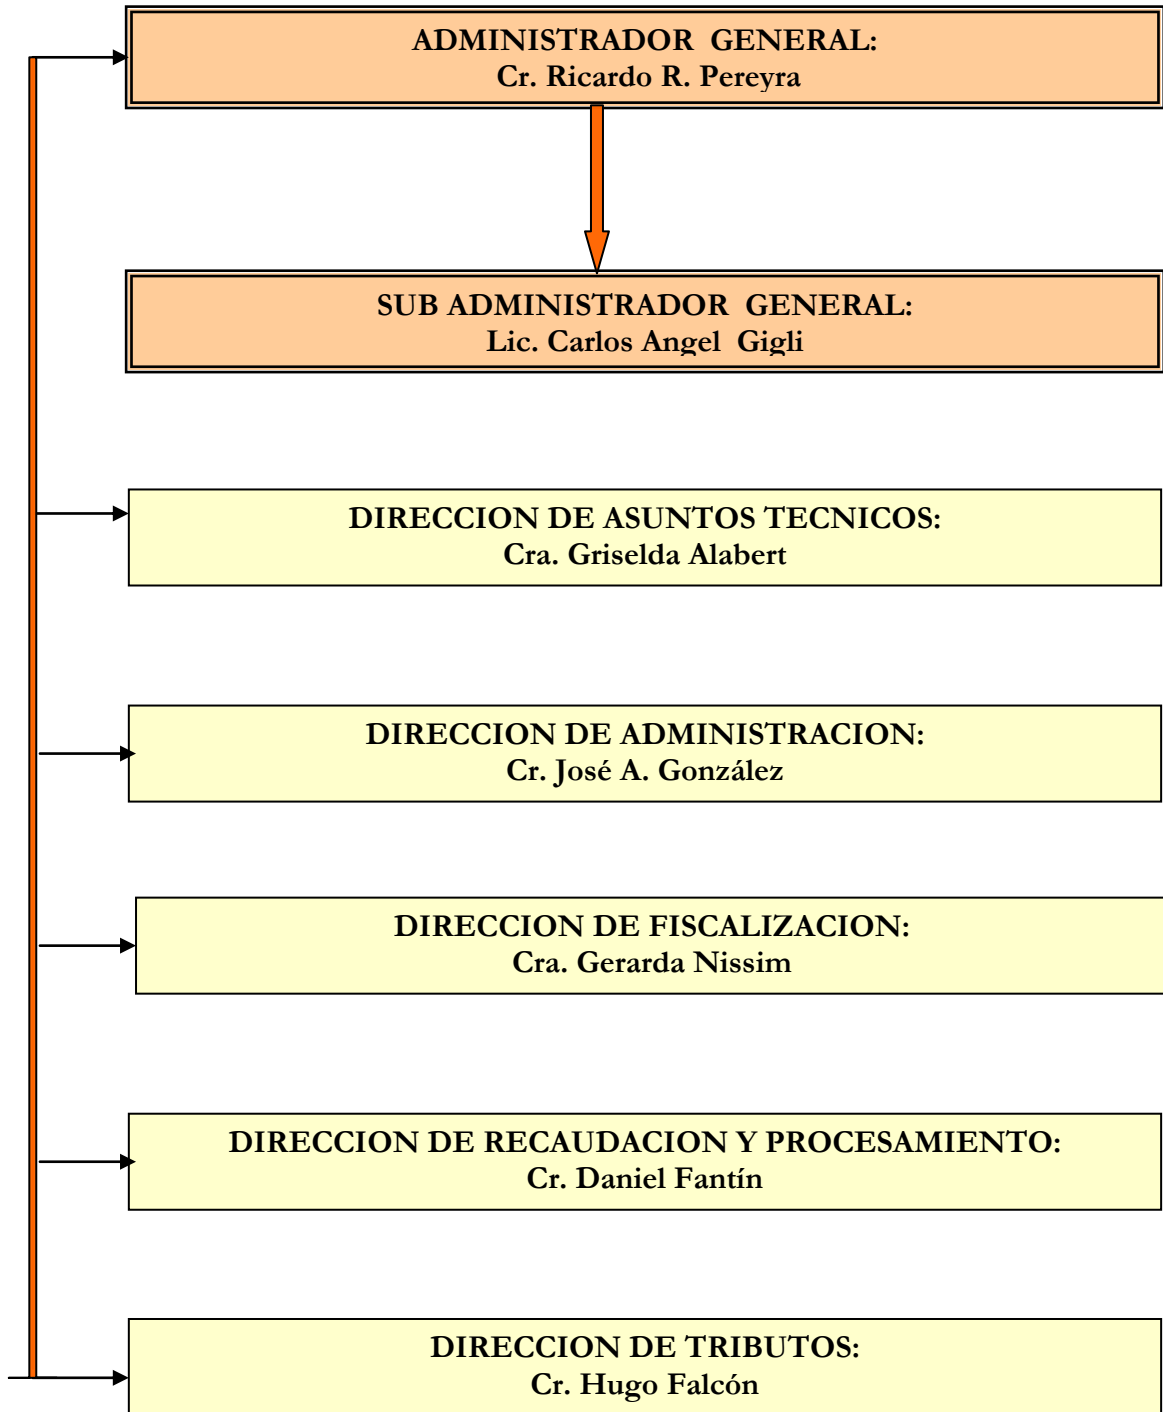 ADMINISTRADOR  GENERAL:
Cr. Ricardo R. Pereyra
SUB ADMINISTRADOR  GENERAL:
Lic. Carlos Angel  Gigli
DIRECCION DE ASUNTOS TECNICOS:
Cra. Griselda Alabert
DIRECCION DE ADMINISTRACION:
Cr. José A. González
DIRECCION DE FISCALIZACION:
Cra. Gerarda Nissim
DIRECCION DE RECAUDACION Y PROCESAMIENTO:
Cr. Daniel Fantín
DIRECCION DE TRIBUTOS:
Cr. Hugo Falcón